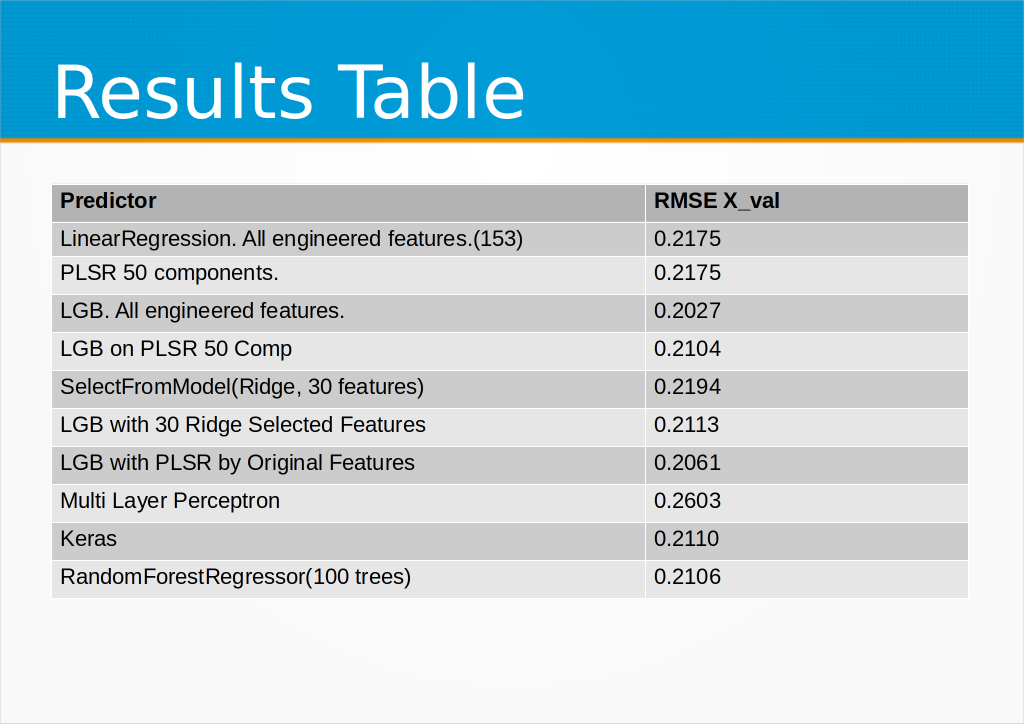 Results Table
Predictor RMSE X_val
LinearRegression. All engineered features.(153) 0.2175
PLSR 50 components. 0.2175
LGB. All engineered features. 0.2027
LGB on PLSR 50 Comp 0.2104
SelectFromModel(Ridge, 30 features) 0.2194
LGB with 30 Ridge Selected Features 0.2113
LGB with PLSR by Original Features 0.2061
Multi Layer Perceptron 0.2603
Keras 0.2110
RandomForestRegressor(100 trees) 0.2106